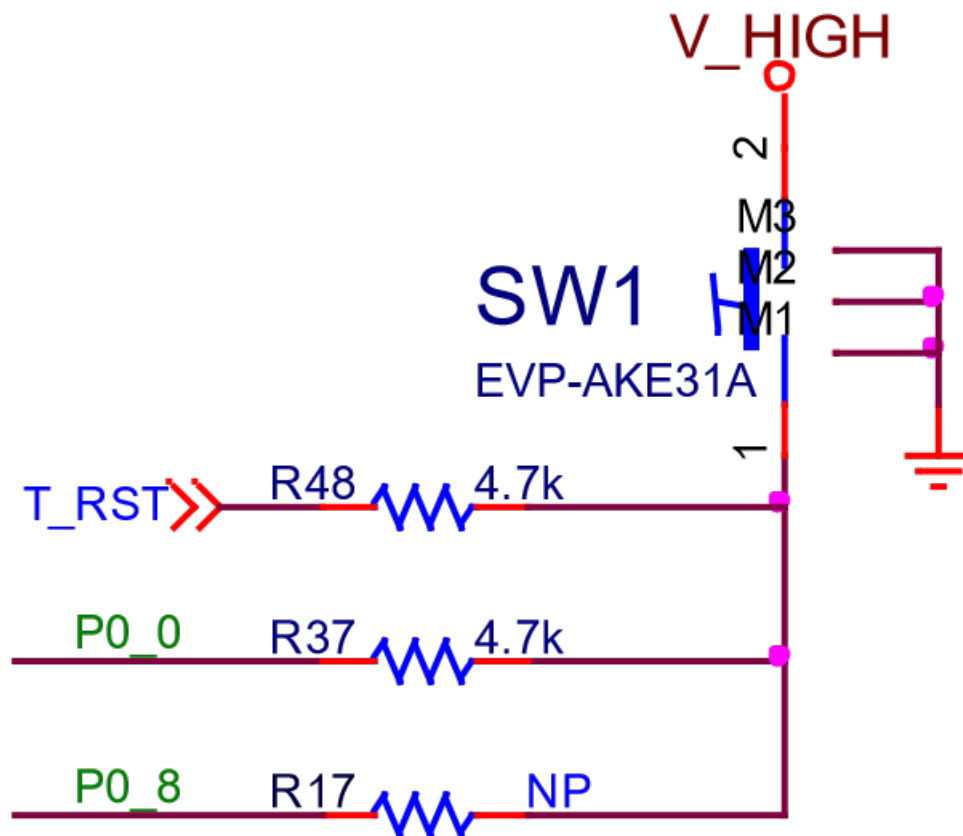 V_HIGH
2
M3
M2
SW1
M1
EVP-AKE31A
1
T_RST R48 4.7k
P0_0 R37 4.7k
P0_8 R17 NP